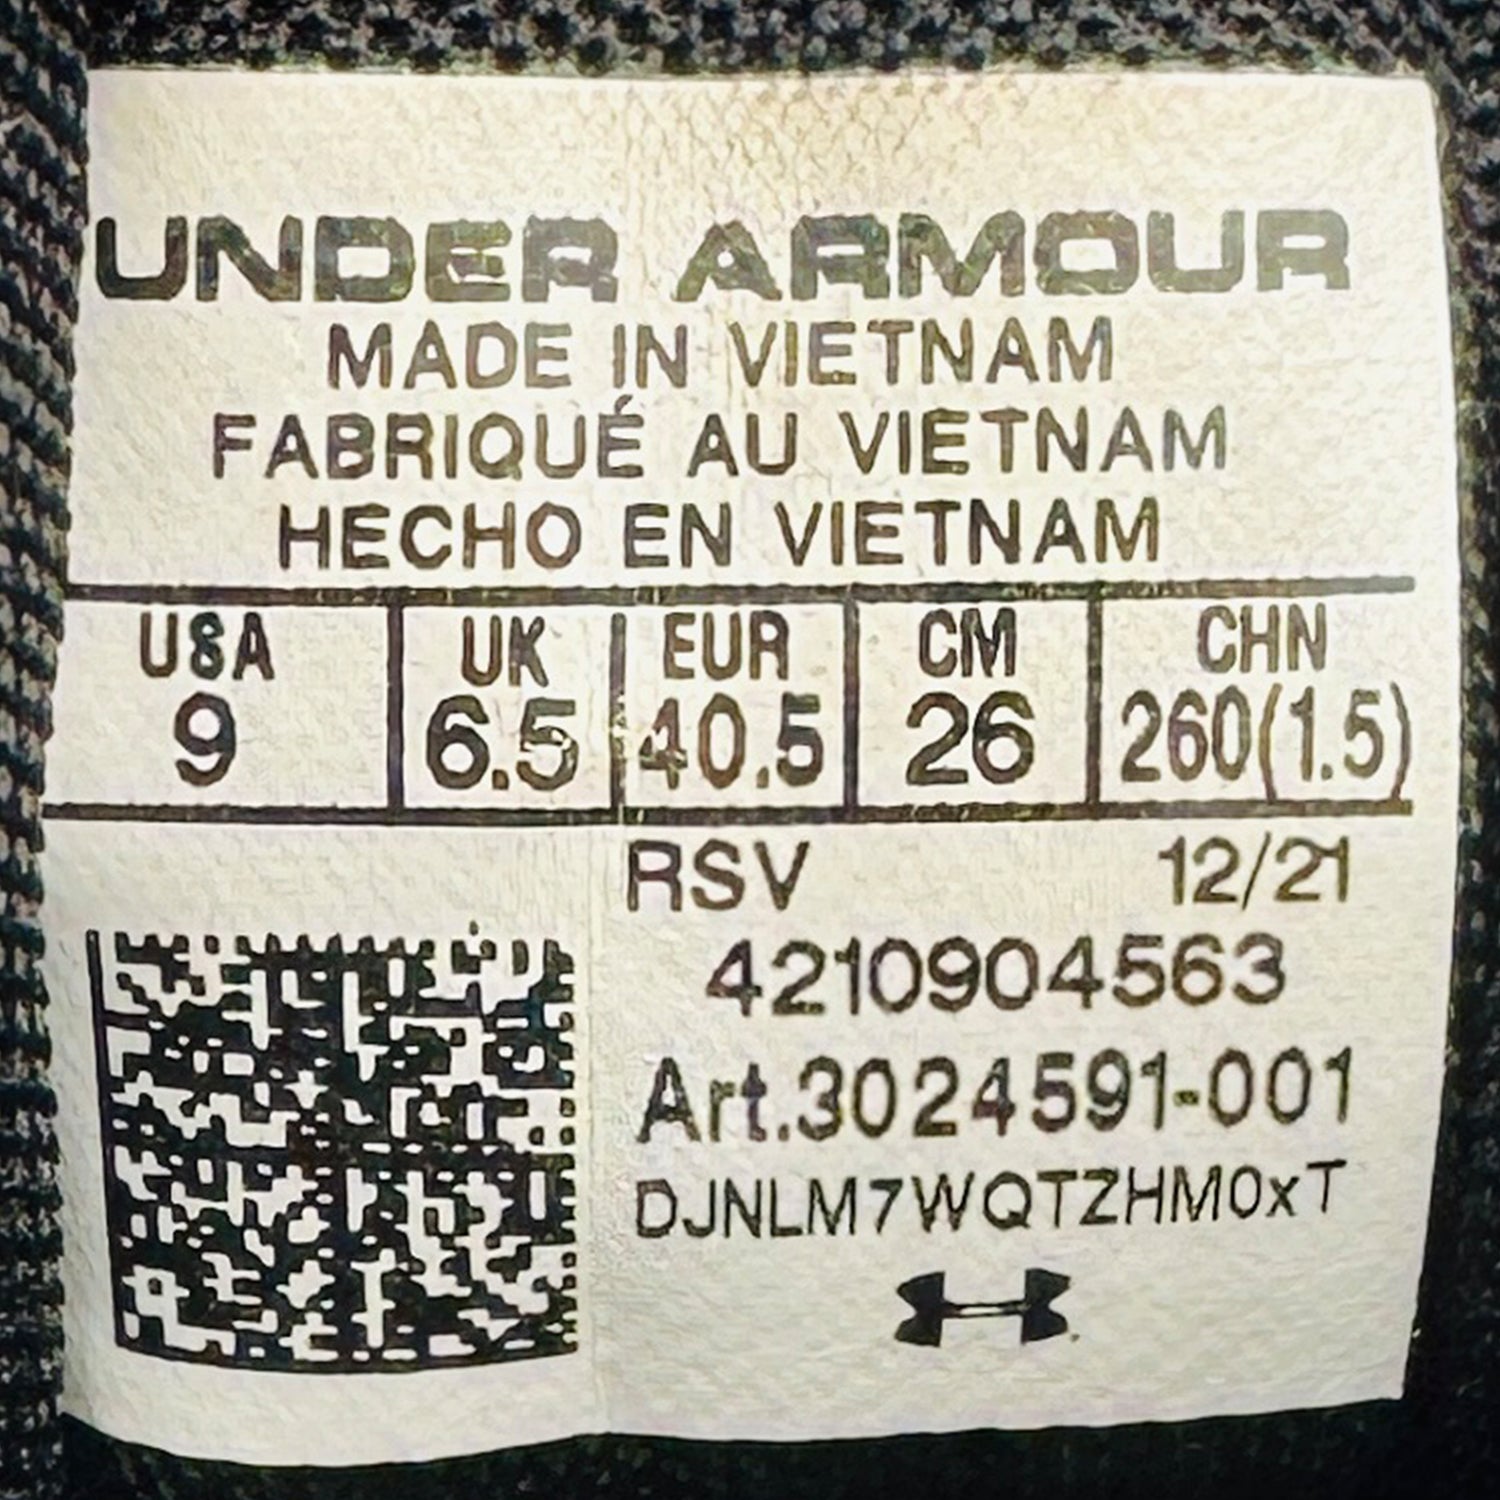 UNDER ARMOUR
MADE IN VIETNAM
FABRIQUÉ AU VIETNAM
HECHO EN VIETNAM
USA UK EUR CM CHN
9 6.5 40.5 26 260(1.5)
RSV 12/21
4210904563
Art.3024591-001
DJNLM7WQTZHM0xT